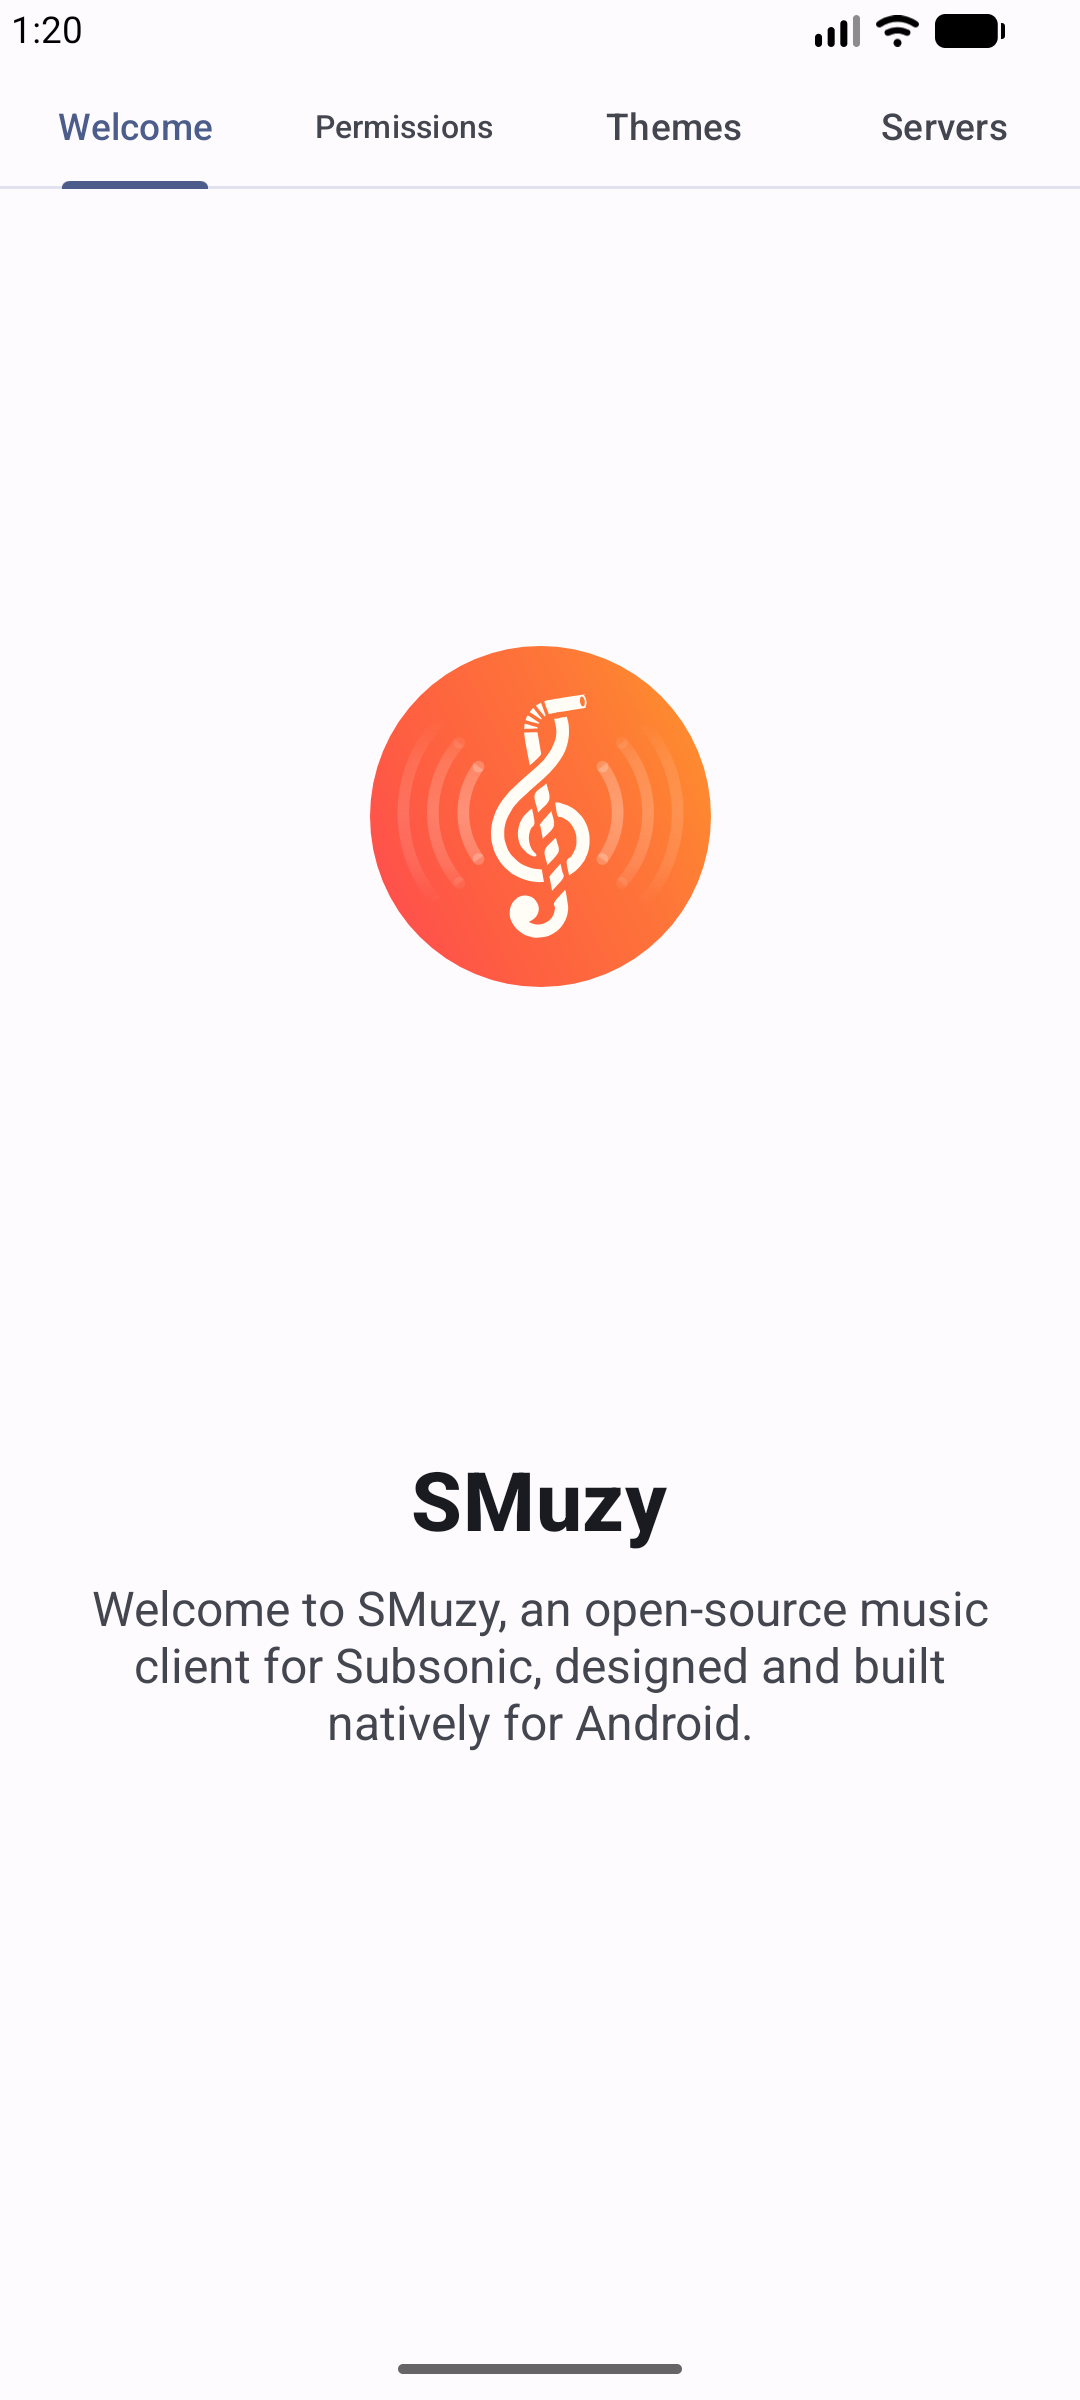 1:20
Welcome Permissions Themes Servers
SMuzy
Welcome to SMuzy, an open-source music
client for Subsonic, designed and built
natively for Android.